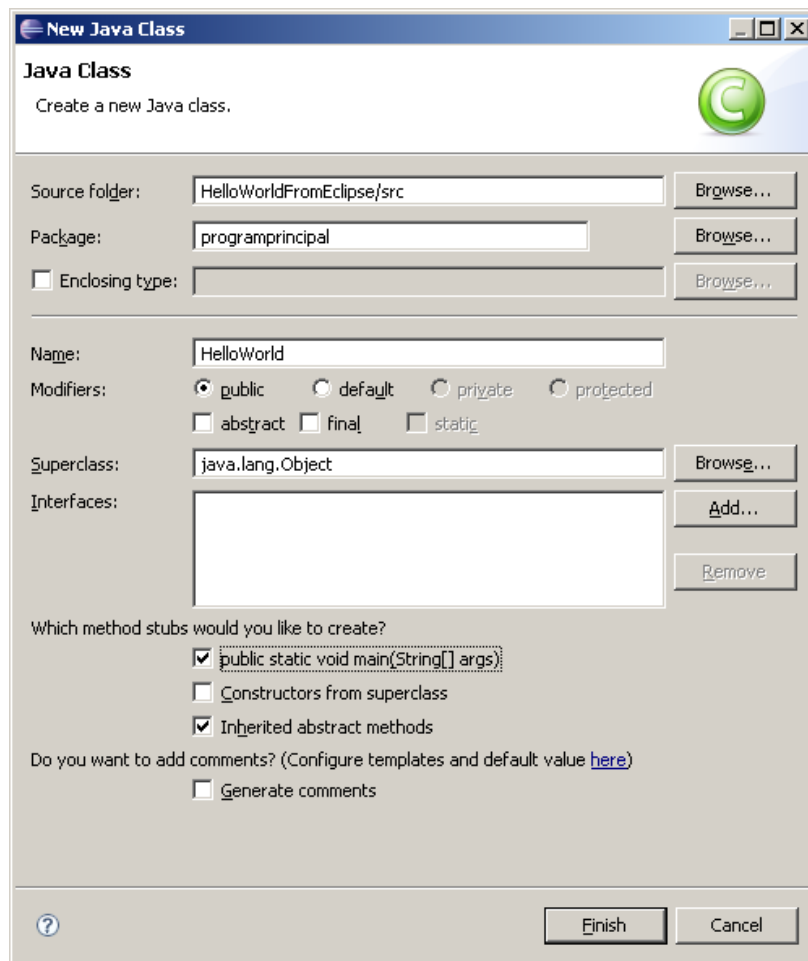 New Java Class
Java Class
Create a new Java class.
Source folder: HelloWorldFromEclipse/src Browse...
Package: programprincipal Browse...
Enclosing type: Browse...
Name: HelloWorld
Modifiers: public default private protected
abstract final static
Superclass: java.lang.Object Browse...
Interfaces: Add...
Remove
Which method stubs would you like to create?
public static void main(String[] args)
Constructors from superclass
Inherited abstract methods
Do you want to add comments? (Configure templates and default value here)
Generate comments
? Finish Cancel